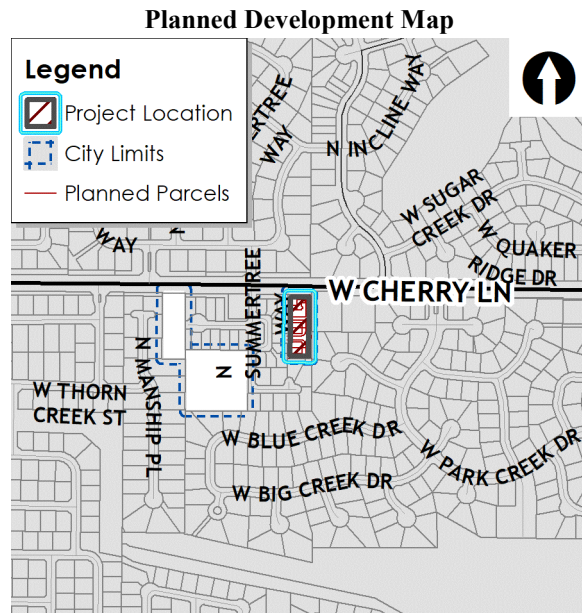 Planned Development Map
Legend
Project Location
City Limits
Planned Parcels
ERTREE
WAY
N INCLINE WAY
W SUGAR
CREEK DR
W QUAKER
RIDGE DR
WAY
N
W CHERRY LN
N
SUMMERTREE
WAY
N MANSHIP PL
W THORN
CREEK ST
W BLUE CREEK DR
W BIG CREEK DR
W PARK CREEK DR